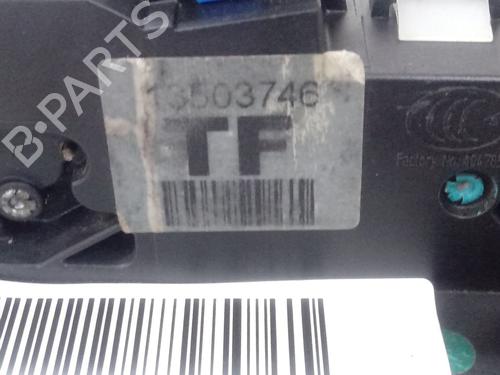 13503746
TF
B-PARTS
Factory No: